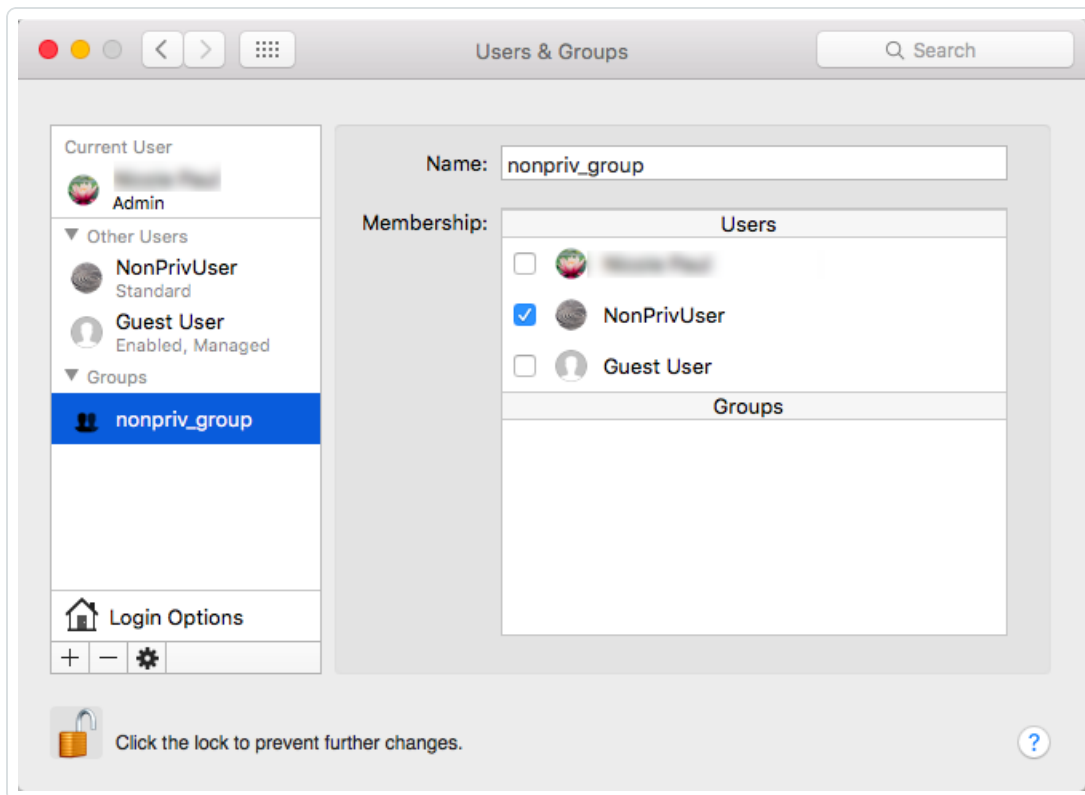 Users & Groups
Search
Current User
Admin
Other Users
NonPrivUser
Standard
Guest User
Enabled, Managed
Groups
nonpriv_group
Login Options
Name: nonpriv_group
Membership:
Users
NonPrivUser
Guest User
Groups
Click the lock to prevent further changes.
?